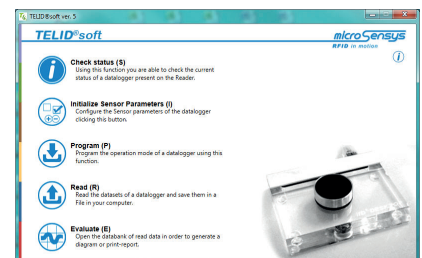 TELID®soft ver. 5
TELID®soft
microSensys
RFID in motion
Check status (S)
Using this function you are able to check the current
status of a datalogger present on the Reader.
Initialize Sensor Parameters (I)
Configure the Sensor parameters of the datalogger
clicking this button.
Program (P)
Program the operation mode of a datalogger using this
function.
Read (R)
Read the datasets of a datalogger and save them in a
File in your computer.
Evaluate (E)
Open the databank of read data in order to generate a
diagram or print-report.